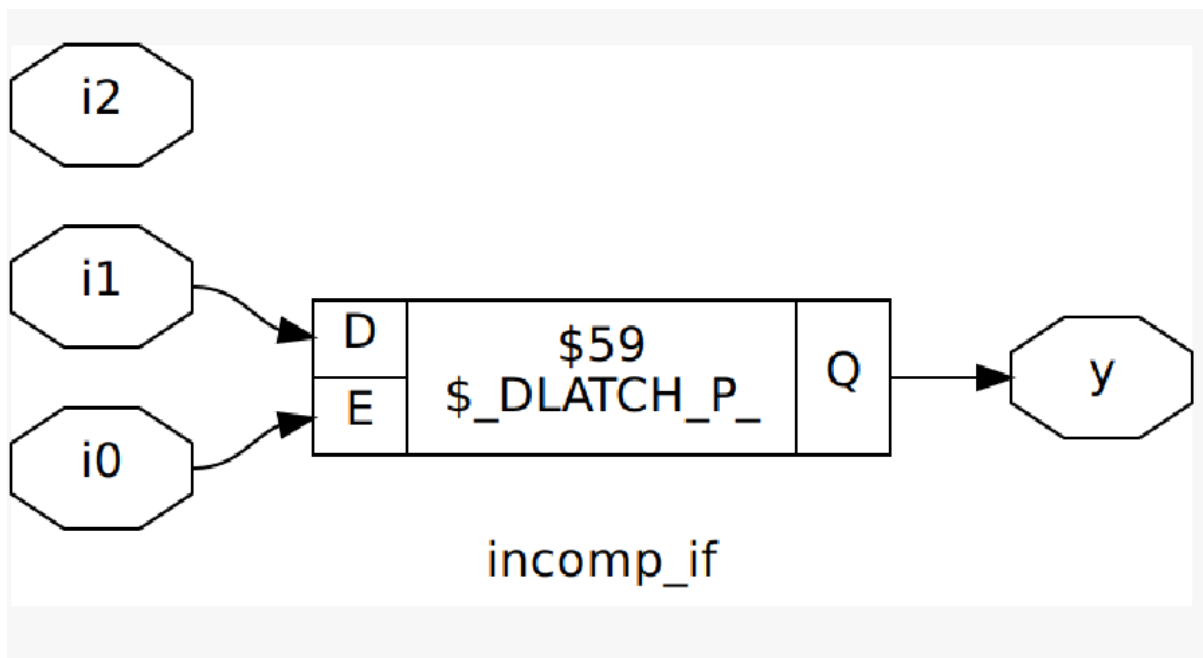 i2
i1
i0
D
E
$59
$_DLATCH_P_
Q
y
incomp_if